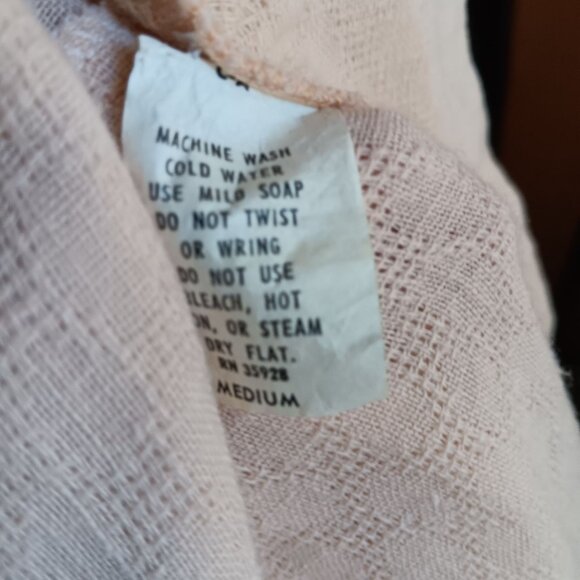 MACHINE WASH
COLD WATER
USE MILD SOAP
DO NOT TWIST
OR WRING
DO NOT USE
BLEACH, HOT
ON, OR STEAM
DRY FLAT.
RN 35928
MEDIUM